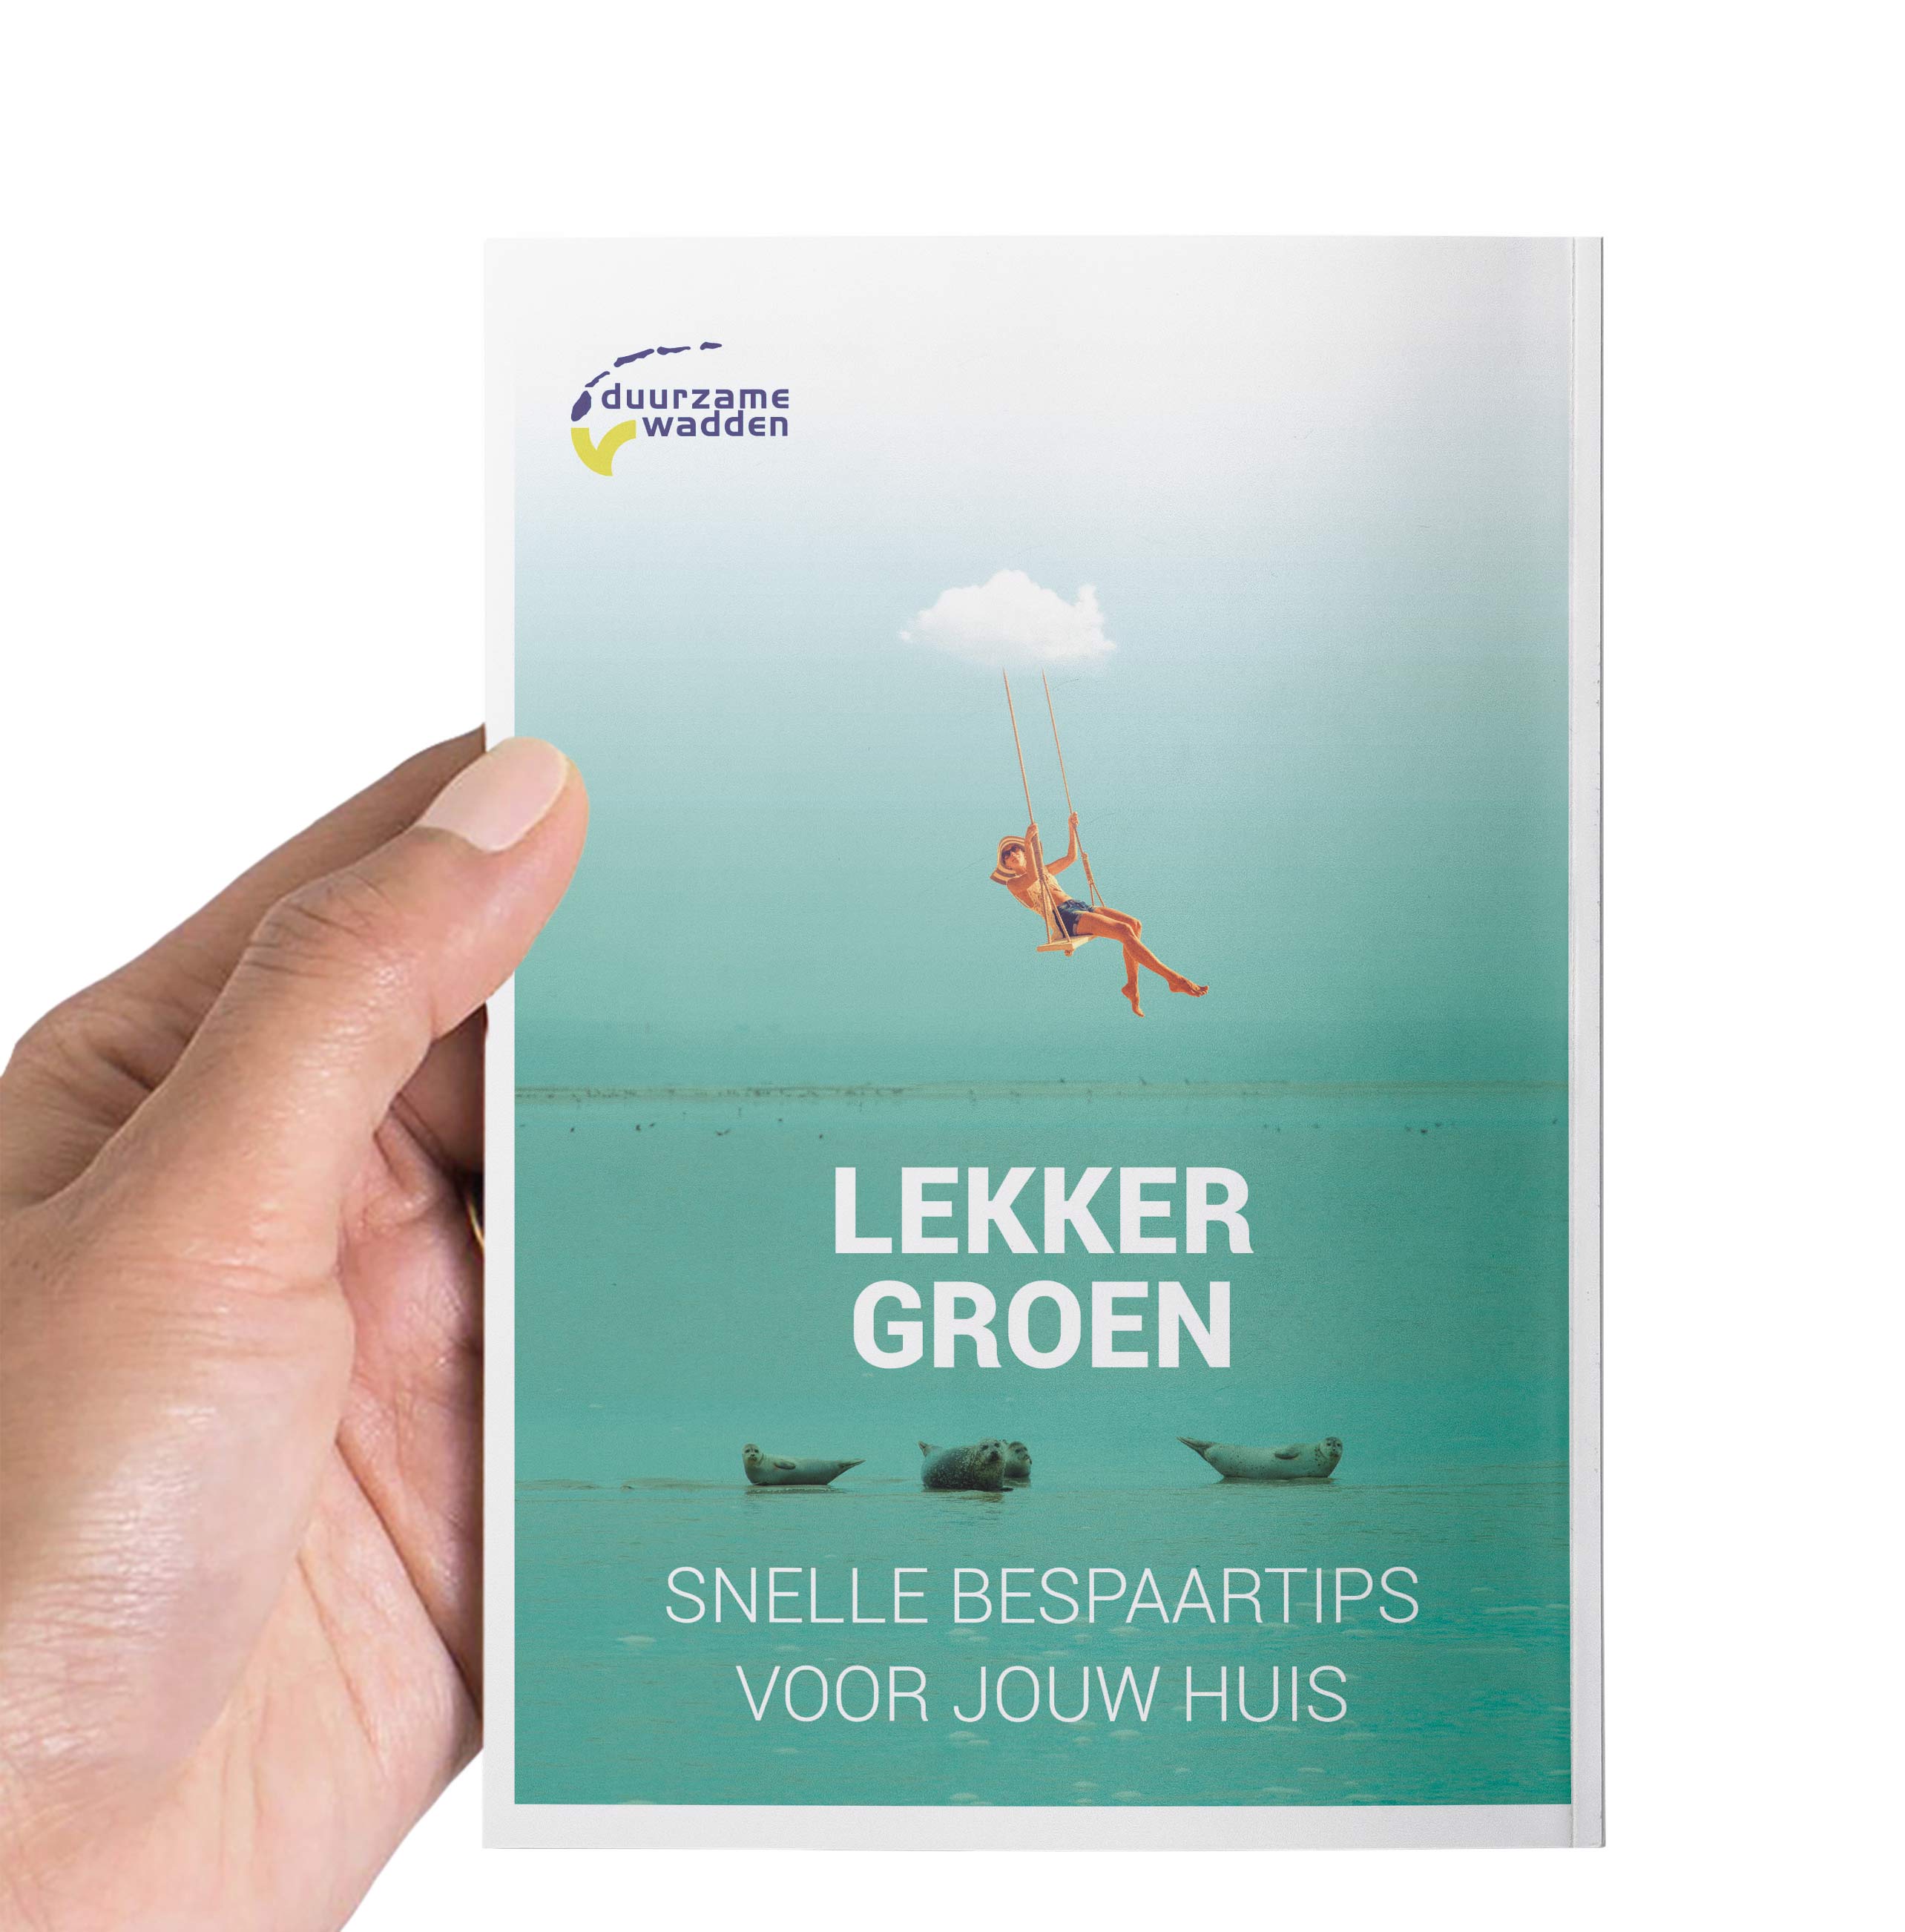 duurzame
wadden
LEKKER
GROEN
SNELLE BESPAARTIPS
VOOR JOUW HUIS